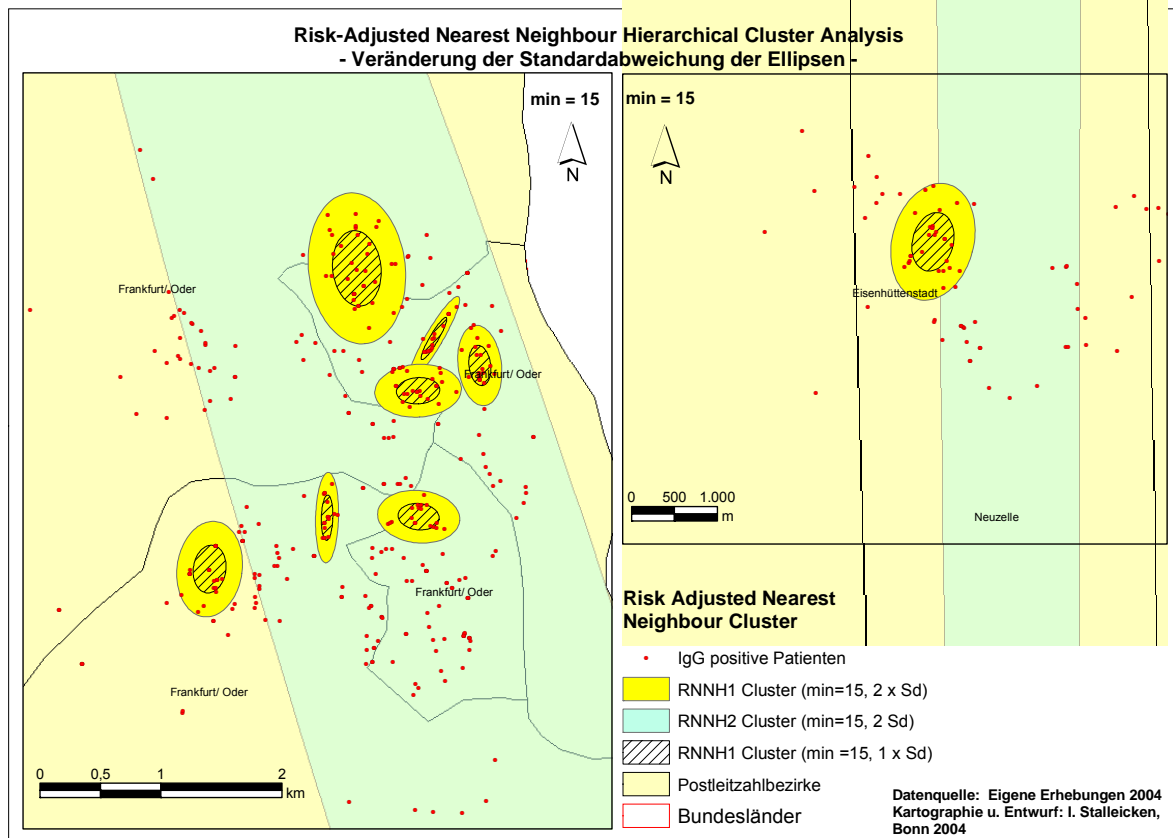 Risk-Adjusted Nearest Neighbour Hierarchical Cluster Analysis
- Veränderung der Standardabweichung der Ellipsen -
min = 15
N
Frankfurt/ Oder
Frankfurt/ Oder
Frankfurt/ Oder
Frankfurt/ Oder
0 0,5 1 2
km
min = 15
N
Eisenhüttenstadt
0 500 1.000
m
Neuzelle
Risk Adjusted Nearest
Neighbour Cluster
IgG positive Patienten
RNNH1 Cluster (min=15, 2 x Sd)
RNNH2 Cluster (min=15, 2 Sd)
RNNH1 Cluster (min =15, 1 x Sd)
Postleitzahlbezirke
Bundesländer
Datenquelle: Eigene Erhebungen 2004
Kartographie u. Entwurf: I. Stalleicken,
Bonn 2004